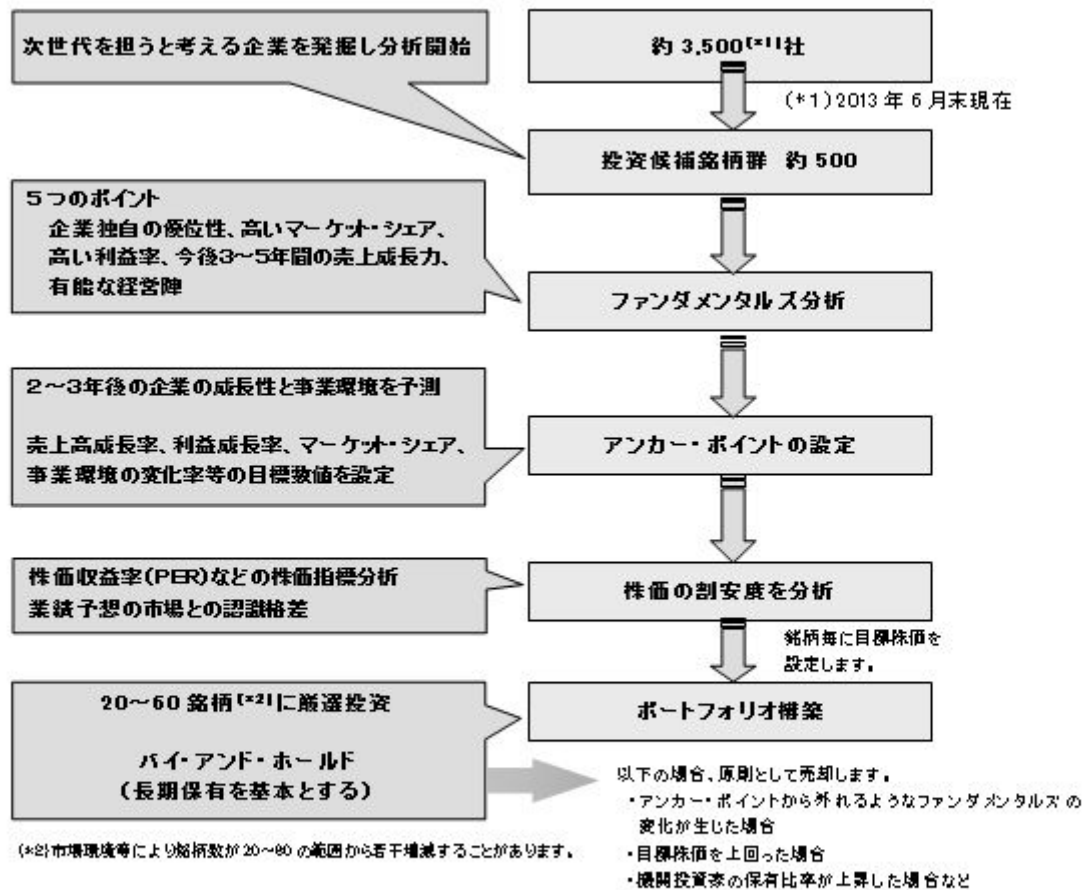 次世代を担うと考える企業を発掘し分析開始
約 3,500(*1)社
(*1)2013 年 6 月末現在
投資候補銘柄群 約 500
5つのポイント
企業独自の優位性、高いマーケット・シェア、
高い利益率、今後3～5年間の売上成長力、
有能な経営陣
ファンダメンタルズ分析
2～3年後の企業の成長性と事業環境を予測
売上高成長率、利益成長率、マーケット・シェア、
事業環境の変化率等の目標数値を設定
アンカー・ポイントの設定
株価収益率(PER)などの株価指標分析
業績予想の市場との認識格差
株価の割安度を分析
銘柄毎に目標株価を
設定します。
20～60 銘柄(*2)に厳選投資
バイ・アンド・ホールド
(長期保有を基本とする)
ポートフォリオ構築
以下の場合、原則として売却します。
・アンカー・ポイントから外れるようなファンダメンタルズの
変化が生じた場合
・目標株価を上回った場合
・機関投資家の保有比率が上昇した場合など
(*2)市場環境等により銘柄数が 20～60 の範囲から若干増減することがあります。